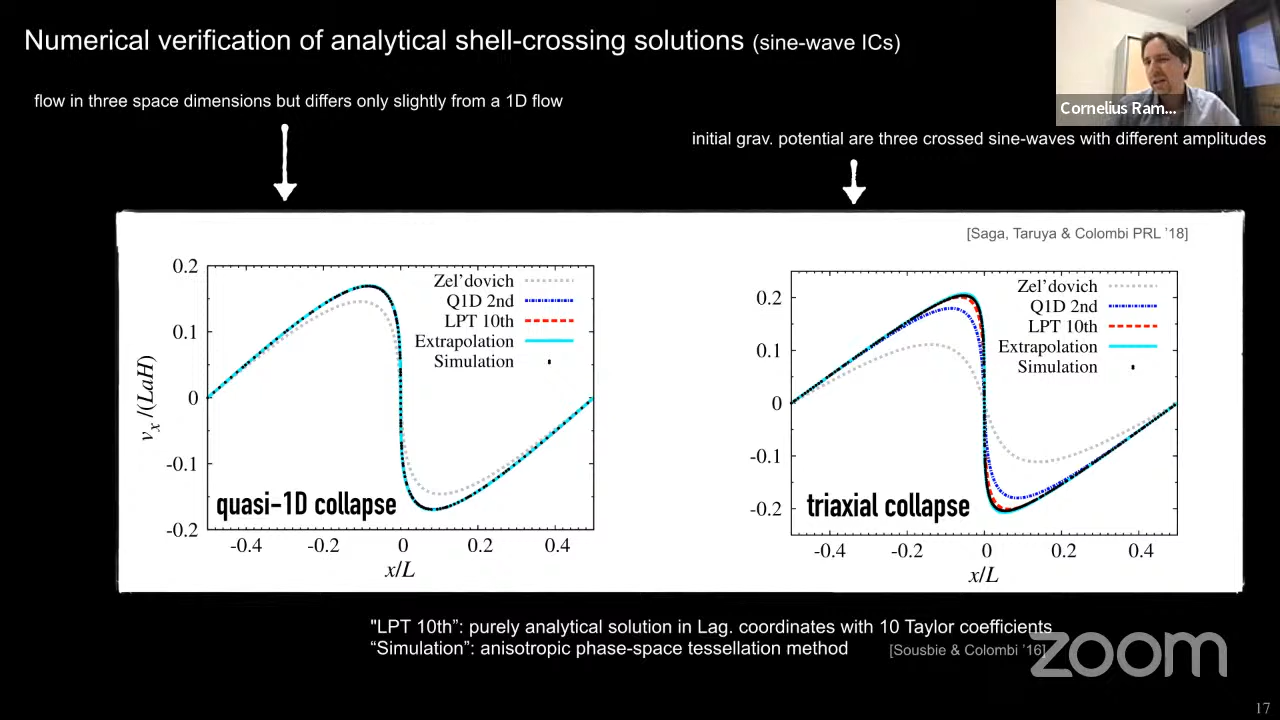 Numerical verification of analytical shell-crossing solutions (sine-wave ICs)
Cornelius Ram...
flow in three space dimensions but differs only slightly from a 1D flow
initial grav. potential are three crossed sine-waves with different amplitudes
[Saga, Taruya & Colombi PRL '18]
0.2
0.1
0
-0.1
-0.2
v_x/(LaH)
Zel'dovich
Q1D 2nd
LPT 10th
Extrapolation
Simulation
quasi-1D collapse
-0.4
-0.2
0
0.2
0.4
x/L
0.2
0.1
0
-0.1
-0.2
Zel'dovich
Q1D 2nd
LPT 10th
Extrapolation
Simulation
triaxial collapse
-0.4
-0.2
0
0.2
0.4
x/L
"LPT 10th”: purely analytical solution in Lag. coordinates with 10 Taylor coefficients
“Simulation”: anisotropic phase-space tessellation method [Sousbie & Colombi '16]
zoom
17